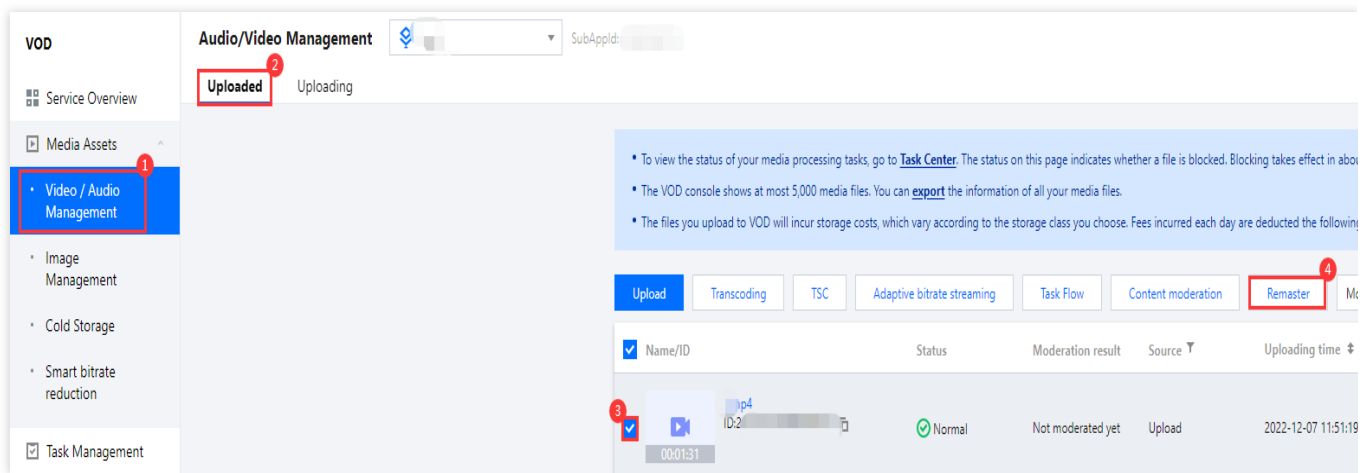 VOD
Service Overview
Media Assets
1
Video / Audio
Management
Image
Management
Cold Storage
Smart bitrate
reduction
Task Management
Audio/Video Management
SubAppId:
2
Uploaded
Uploading
• To view the status of your media processing tasks, go to Task Center. The status on this page indicates whether a file is blocked. Blocking takes effect in abou
• The VOD console shows at most 5,000 media files. You can export the information of all your media files.
• The files you upload to VOD will incur storage costs, which vary according to the storage class you choose. Fees incurred each day are deducted the following
4
Upload Transcoding TSC Adaptive bitrate streaming Task Flow Content moderation Remaster Mo
Name/ID Status Moderation result Source Uploading time
3
p4
ID:2
Normal Not moderated yet Upload 2022-12-07 11:51:19
00:01:31